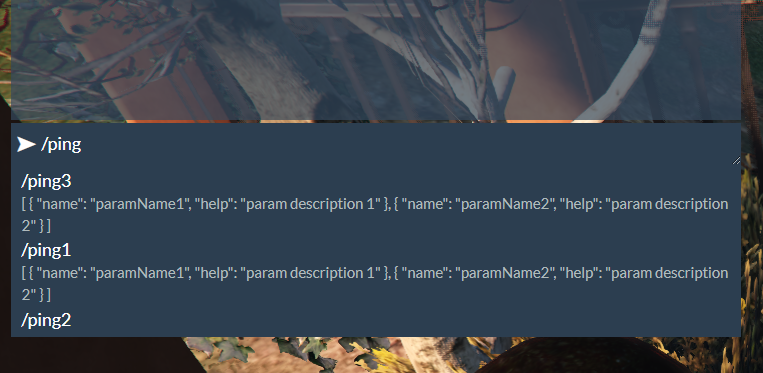 /ping
/ping3
[ { "name": "paramName1", "help": "param description 1" }, { "name": "paramName2", "help": "param description
2" } ]
/ping1
[ { "name": "paramName1", "help": "param description 1" }, { "name": "paramName2", "help": "param description
2" } ]
/ping2